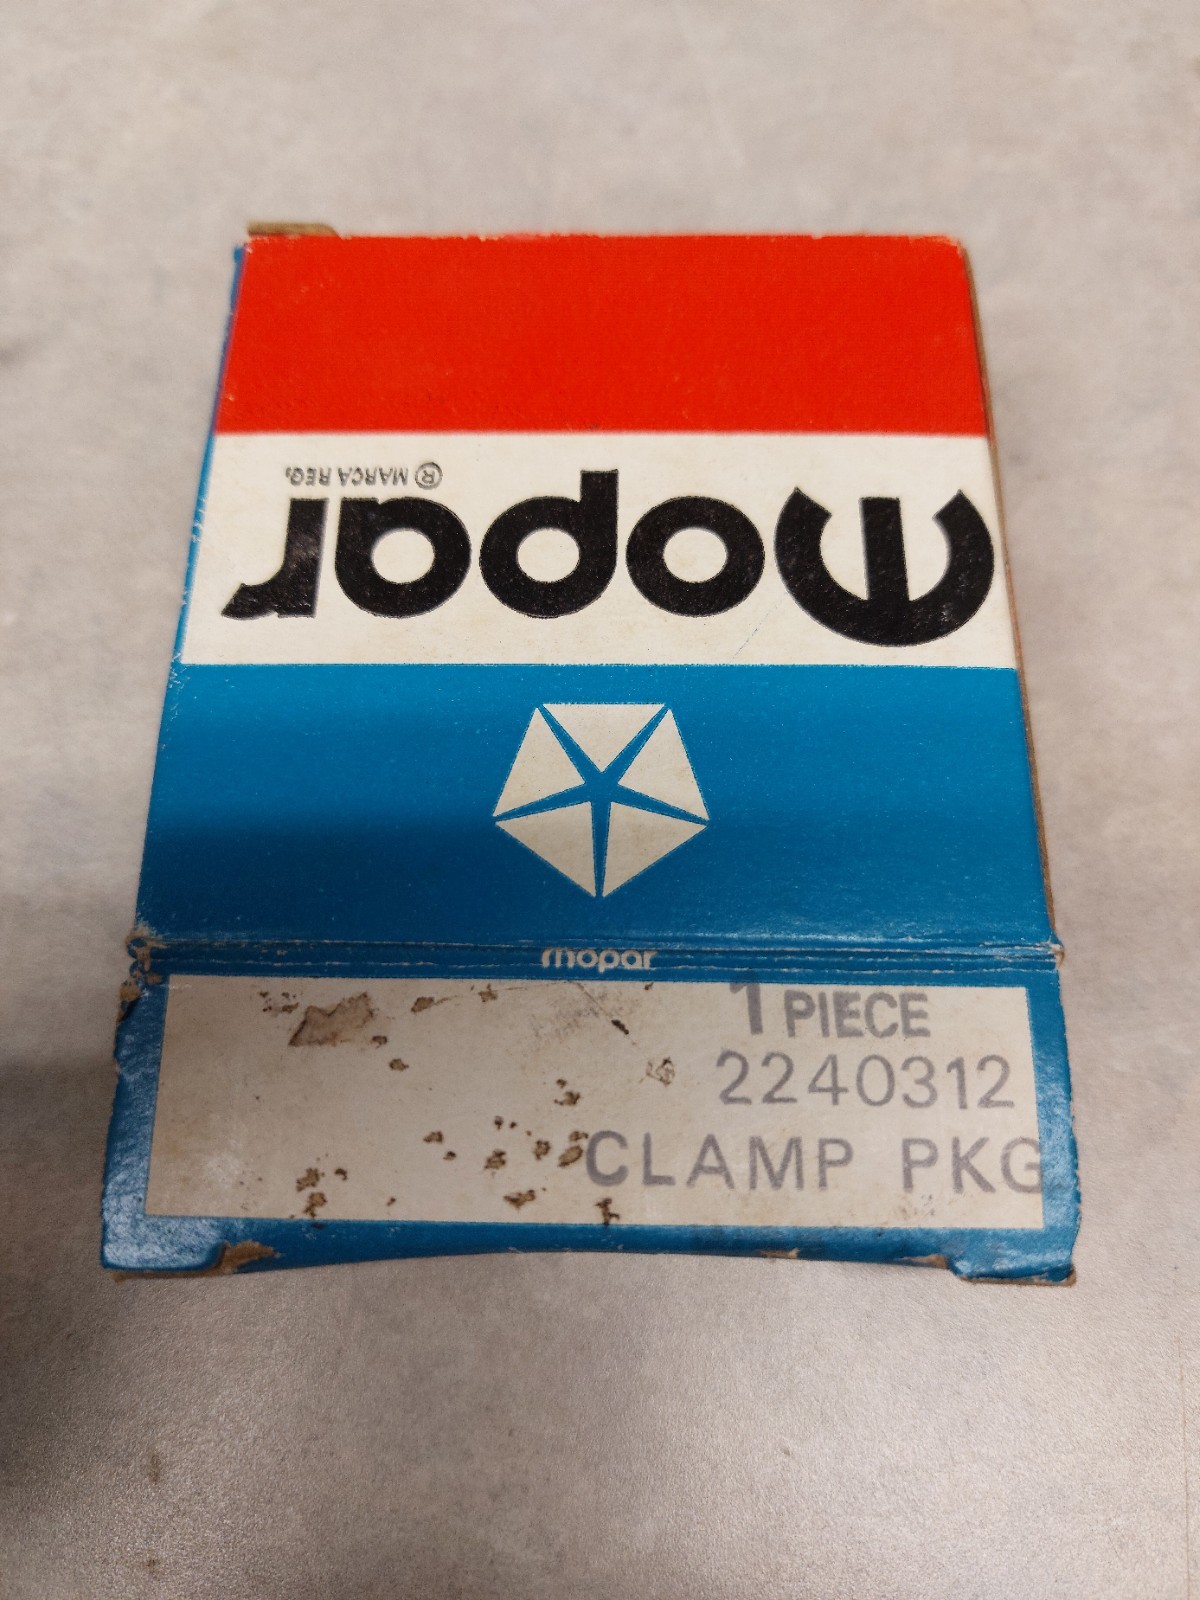 Mopar
® MARCA REG.
mopar
1 PIECE
2240312
CLAMP PKG